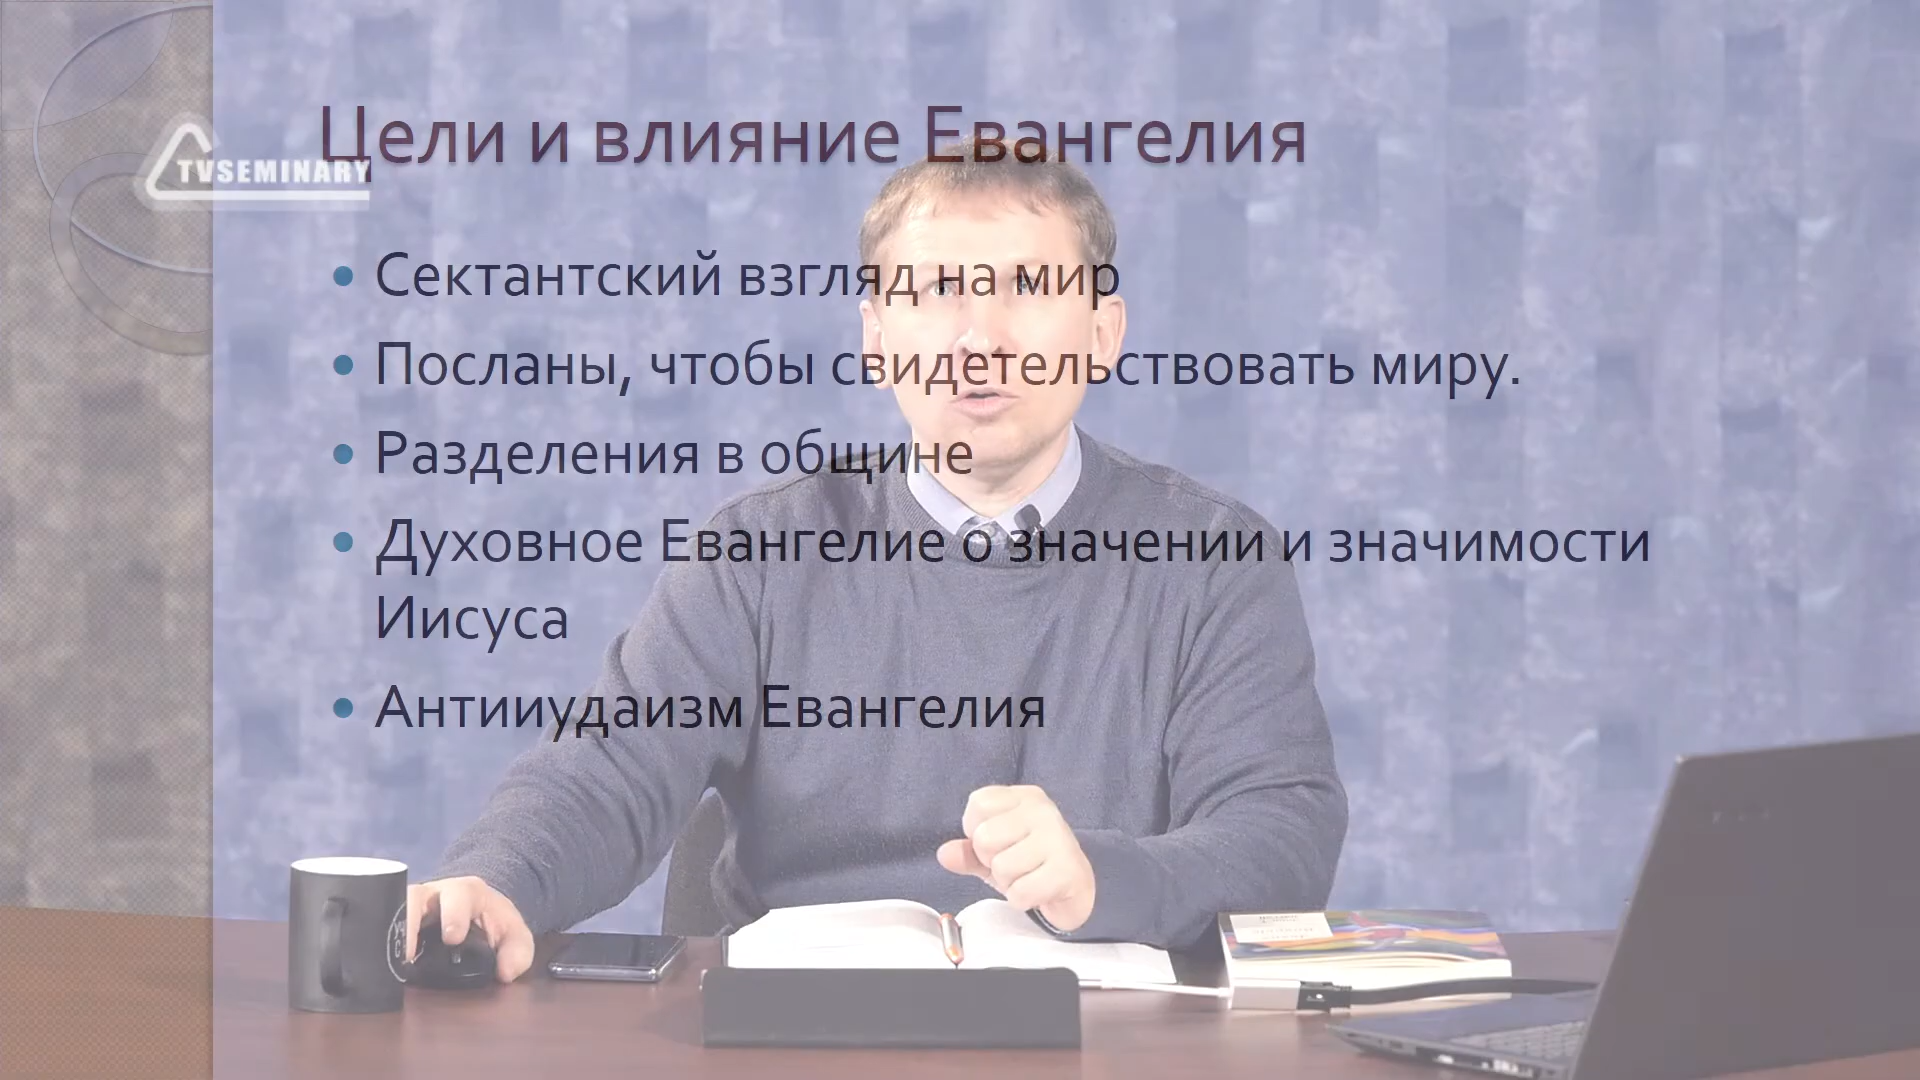 Цели и влияние Евангелия
TVSEMINARY
Сектантский взгляд на мир
Посланы, чтобы свидетельствовать миру.
Разделения в общине
Духовное Евангелие о значении и значимости
Иисуса
Антииудаизм Евангелия